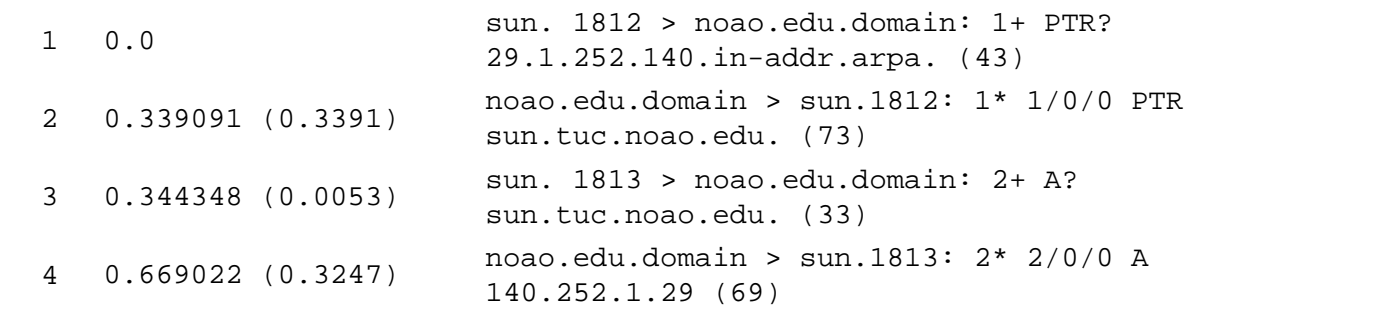 1 0.0 sun. 1812 > noao.edu.domain: 1+ PTR?
29.1.252.140.in-addr.arpa. (43)
2 0.339091 (0.3391) noao.edu.domain > sun.1812: 1* 1/0/0 PTR
sun.tuc.noao.edu. (73)
3 0.344348 (0.0053) sun. 1813 > noao.edu.domain: 2+ A?
sun.tuc.noao.edu. (33)
4 0.669022 (0.3247) noao.edu.domain > sun.1813: 2* 2/0/0 A
140.252.1.29 (69)